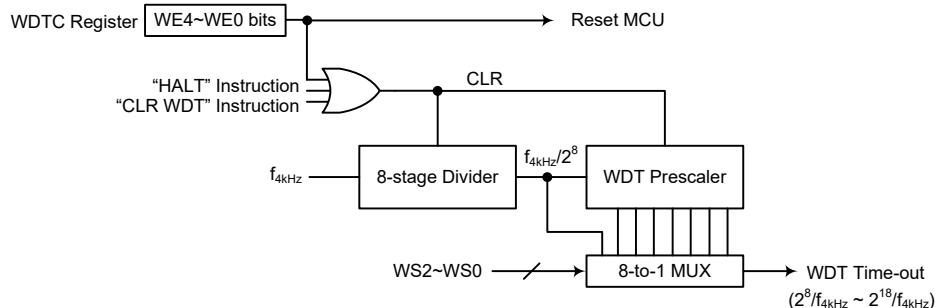 WDTC Register WE4~WE0 bits Reset MCU
CLR
“HALT” Instruction
“CLR WDT” Instruction
f4kHz/2^8
f4kHz 8-stage Divider WDT Prescaler
WS2~WS0 8-to-1 MUX WDT Time-out
(2^8/f4kHz ~ 2^18/f4kHz)